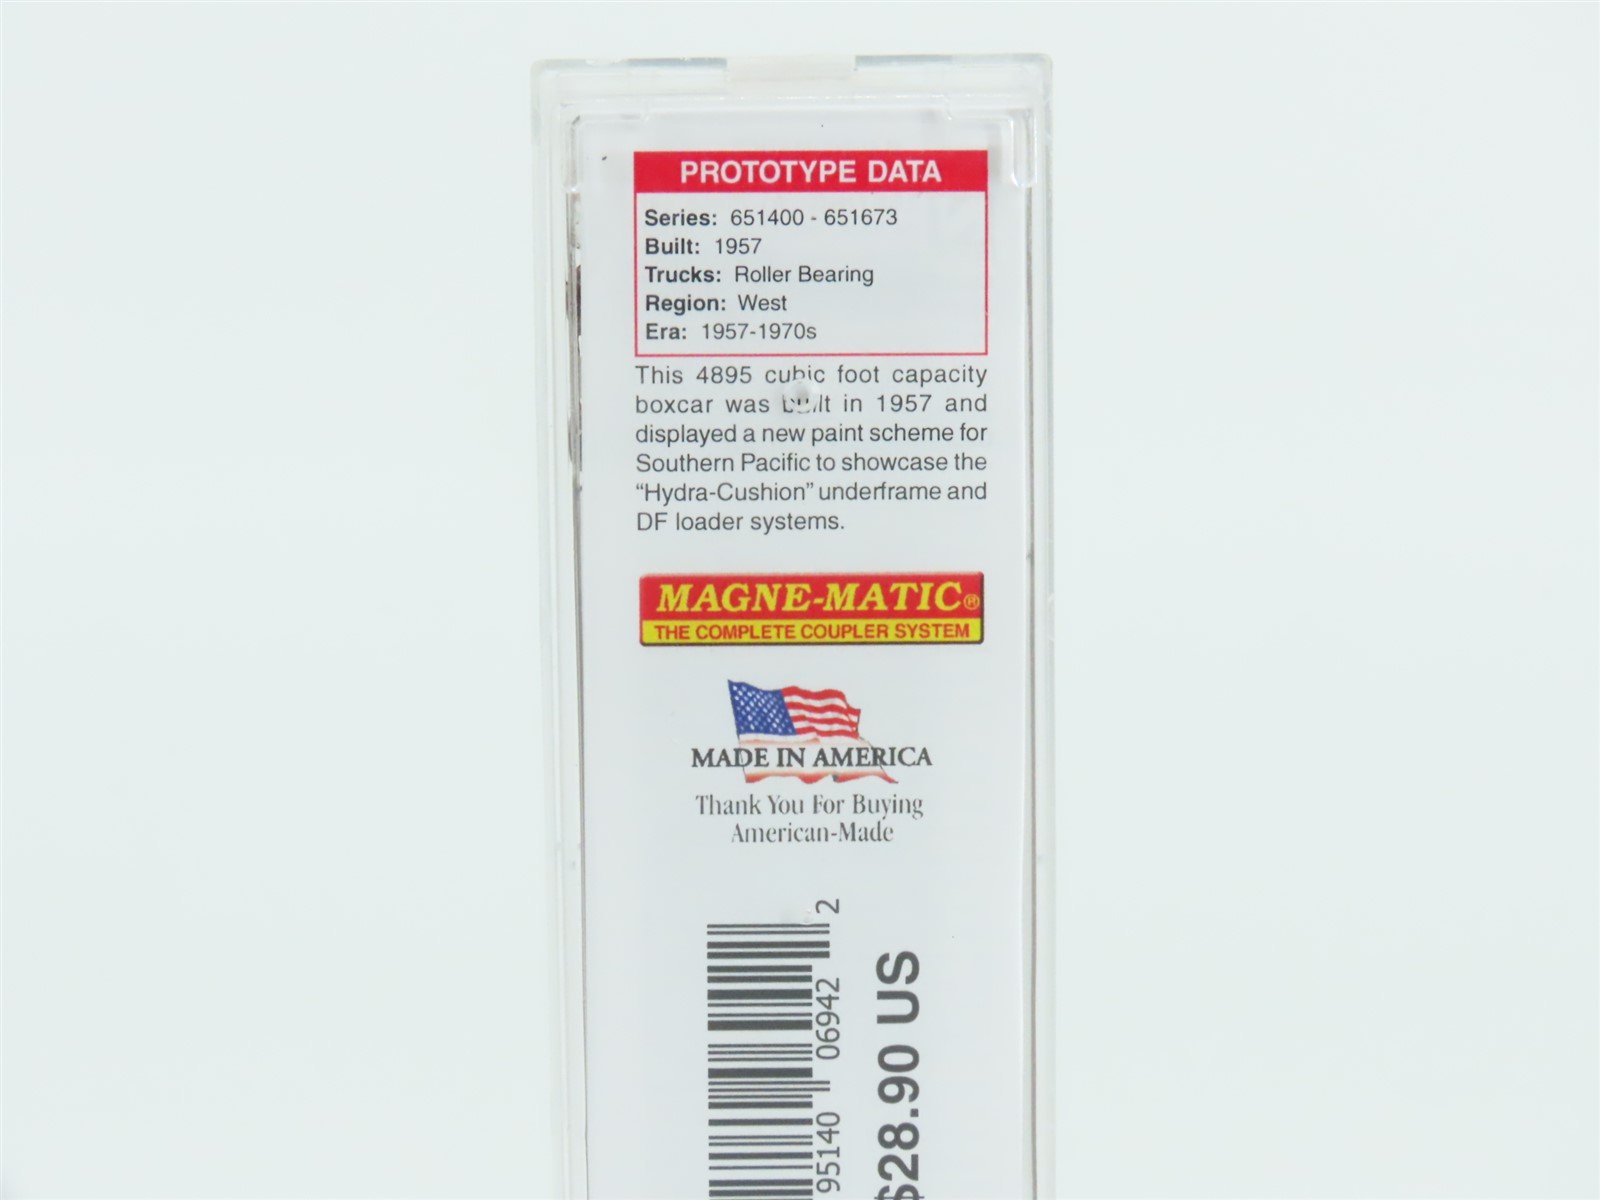 PROTOTYPE DATA
Series: 651400 - 651673
Built: 1957
Trucks: Roller Bearing
Region: West
Era: 1957-1970s
This 4895 cubic foot capacity
boxcar was built in 1957 and
displayed a new paint scheme for
Southern Pacific to showcase the
“Hydra-Cushion” underframe and
DF loader systems.
MAGNE-MATIC®
THE COMPLETE COUPLER SYSTEM
MADE IN AMERICA
Thank You For Buying
American-Made
95140 06942 2
$28.90 US